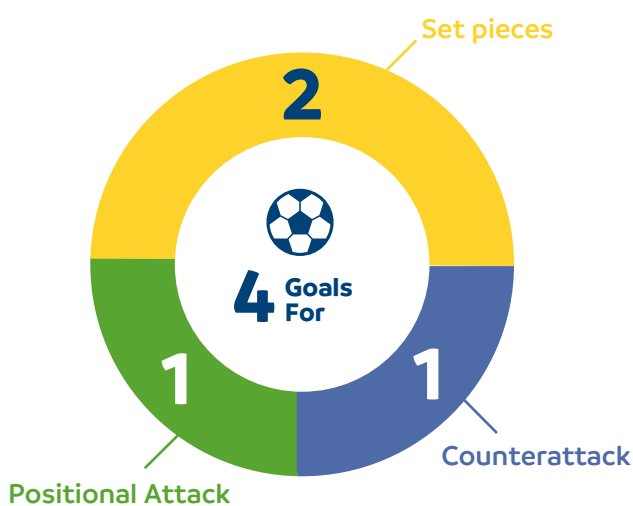 Set pieces
2
4 Goals
For
1
1
Counterattack
Positional Attack